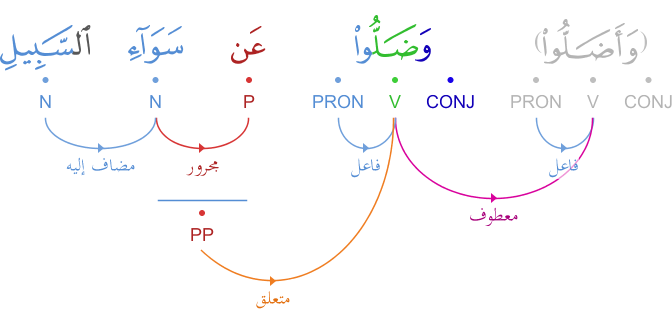 (وَأَضَلُّوا۟) وَضَلُّوا۟ عَن سَوَآءِ ٱلسَّبِيلِ
CONJ V PRON CONJ V PRON P N N
فاعل فاعل مجرور مضاف إليه
معطوف
PP
متعلق